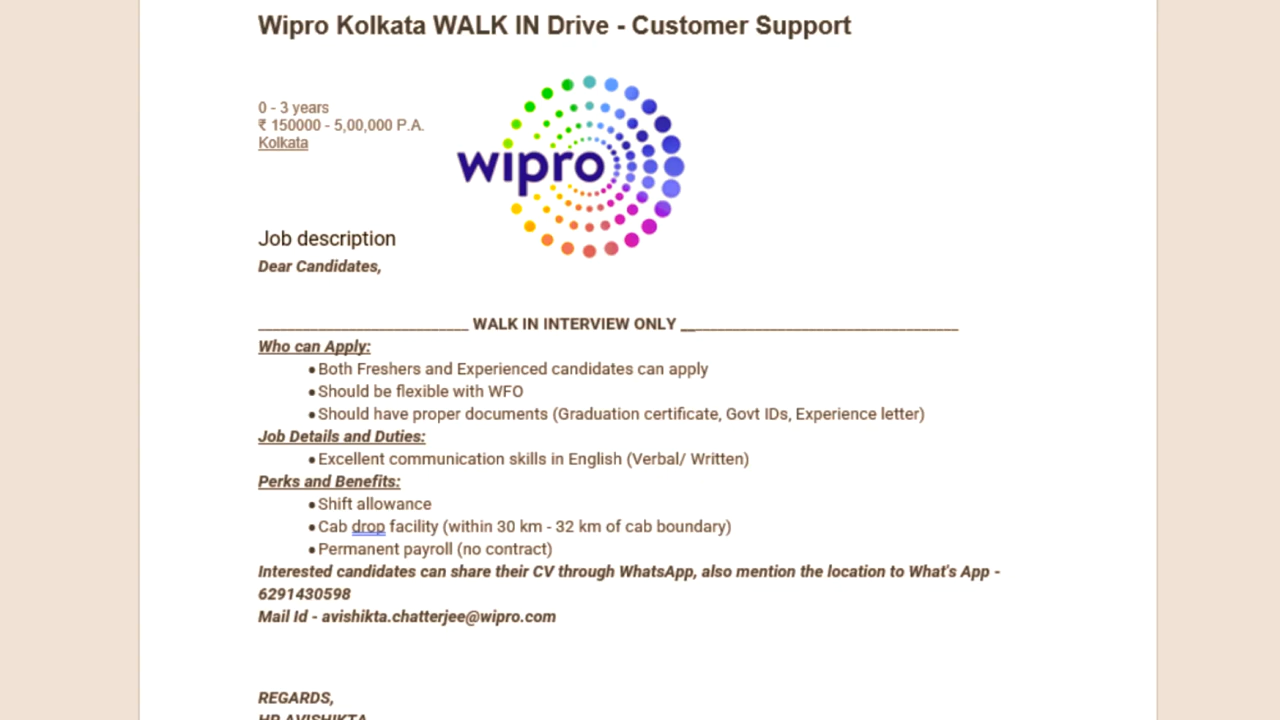 Wipro Kolkata WALK IN Drive - Customer Support
0 - 3 years
₹ 150000 - 5,00,000 P.A.
Kolkata
wipro
Job description
Dear Candidates,
___________________________ WALK IN INTERVIEW ONLY ___________________________________
Who can Apply:
•Both Freshers and Experienced candidates can apply
•Should be flexible with WFO
•Should have proper documents (Graduation certificate, Govt IDs, Experience letter)
Job Details and Duties:
•Excellent communication skills in English (Verbal/ Written)
Perks and Benefits:
•Shift allowance
•Cab drop facility (within 30 km - 32 km of cab boundary)
•Permanent payroll (no contract)
Interested candidates can share their CV through WhatsApp, also mention the location to What's App -
6291430598
Mail Id - avishikta.chatterjee@wipro.com
REGARDS,
HR AVISHIKTA